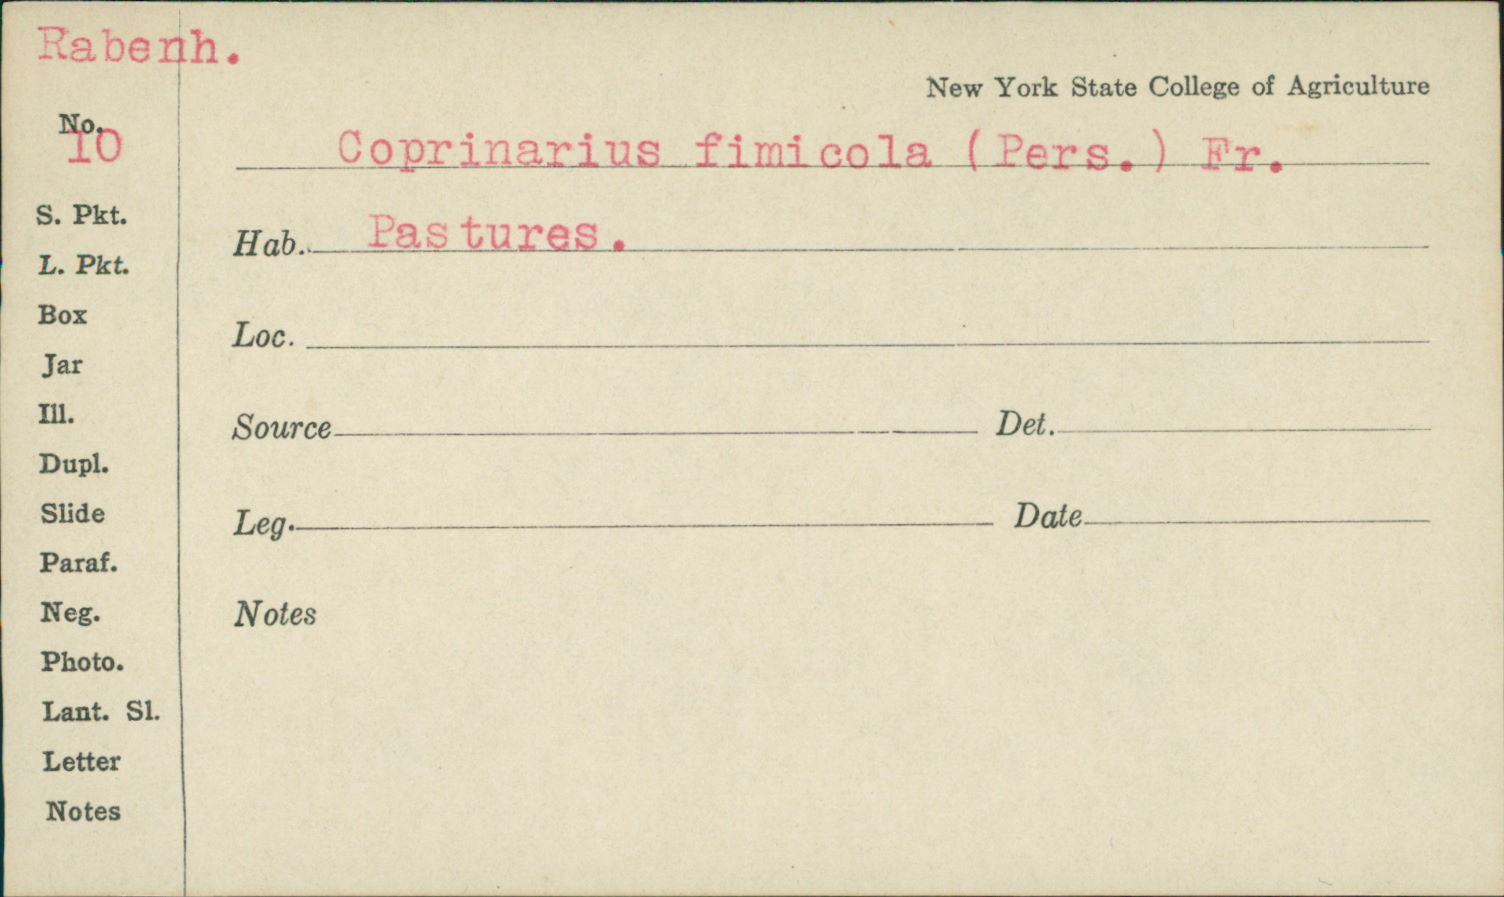 Rabenh.
New York State College of Agriculture
No.
10
Coprinarius fimicola (Pers.) Fr.
S. Pkt.
Hab. Pastures.
L. Pkt.
Box
Loc.
Jar
Ill.
Source Det.
Dupl.
Slide
Leg. Date
Paraf.
Neg.
Notes
Photo.
Lant. Sl.
Letter
Notes